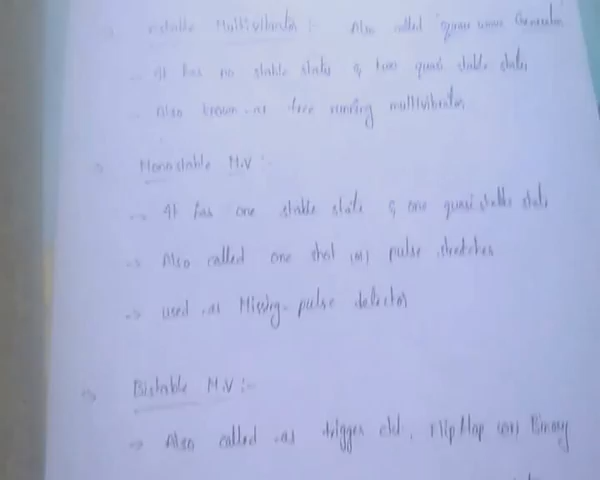 Astable Multivibrator :- Also called "square wave Generator"
- It has no stable state & two quasi stable state
- Also known as free running multivibrator
→ Monostable M.V :-
→ It has one stable state & one quasi stable state
→ Also called one shot (or) pulse stretcher
→ used as Missing-pulse detector
→ Bistable M.V :-
→ Also called as trigger ckt, Flip Flop (or) Binary